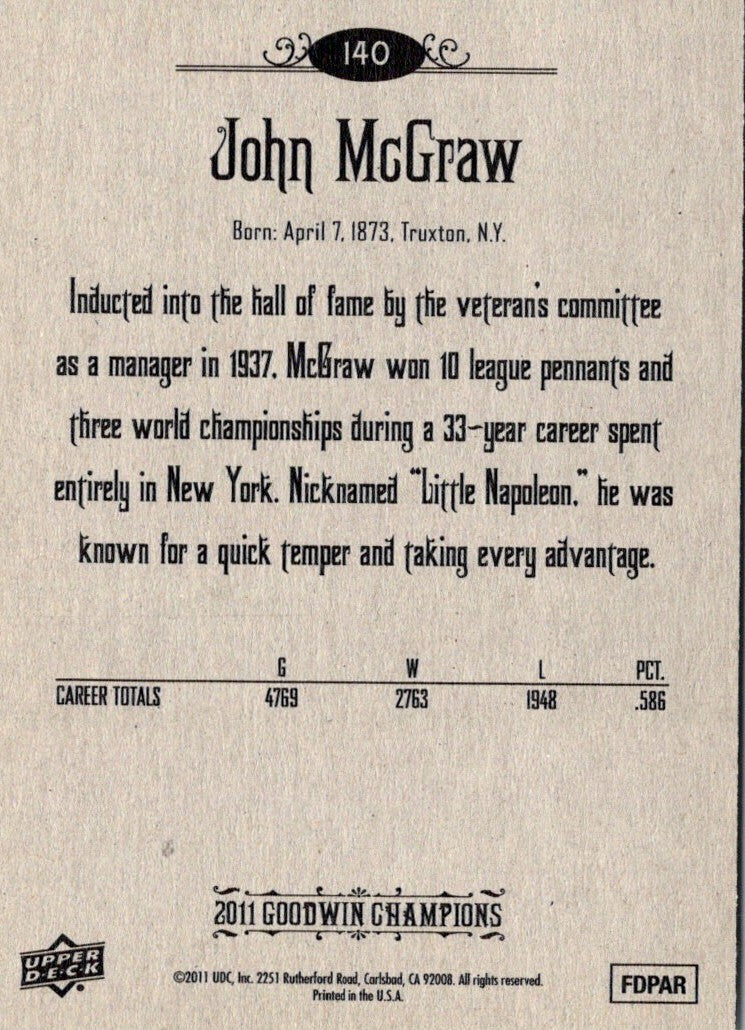 140
John McGraw
Born: April 7, 1873, Truxton, N.Y.
Inducted into the hall of fame by the veteran's committee
as a manager in 1937. McGraw won 10 league pennants and
three world championships during a 33-year career spent
entirely in New York. Nicknamed "Little Napoleon," he was
known for a quick temper and taking every advantage.
G W L PCT.
CAREER TOTALS 4769 2763 1948 .586
2011 GOODWIN CHAMPIONS
UPPER
D·E·C·K
©2011 UDC, Inc. 2251 Rutherford Road, Carlsbad, CA 92008. All rights reserved.
Printed in the U.S.A.
FDPAR